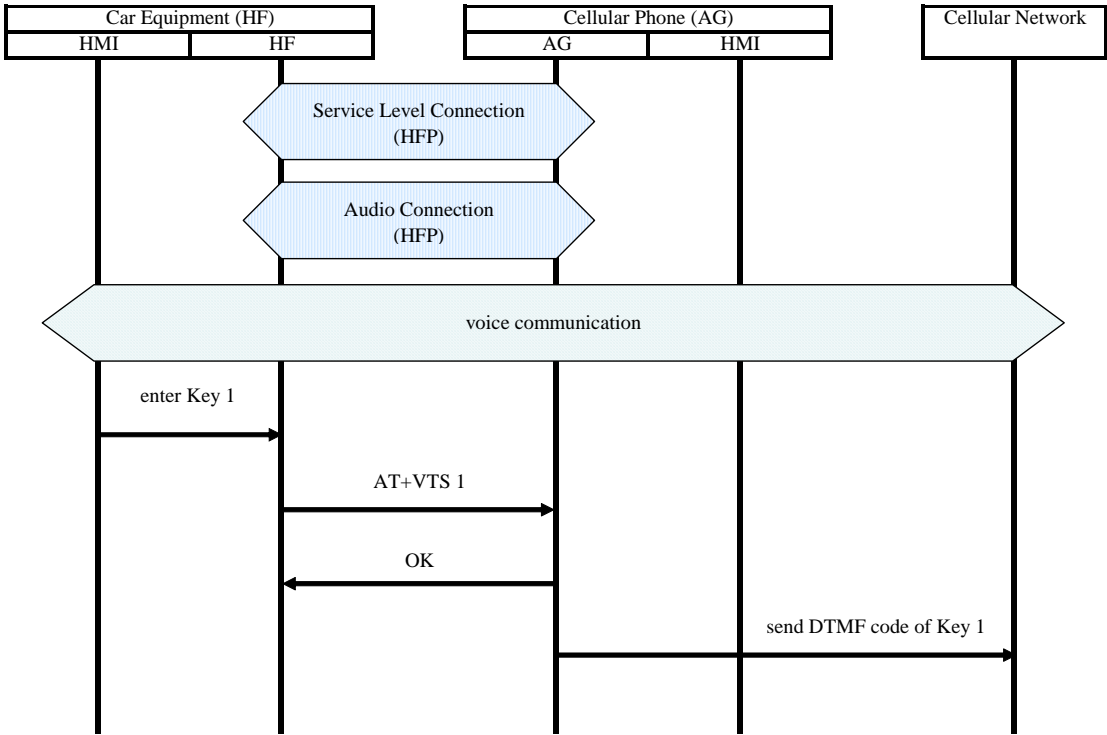 Car Equipment (HF)
Cellular Phone (AG)
Cellular Network
HMI
HF
AG
HMI
Service Level Connection
(HFP)
Audio Connection
(HFP)
voice communication
enter Key 1
AT+VTS 1
OK
send DTMF code of Key 1